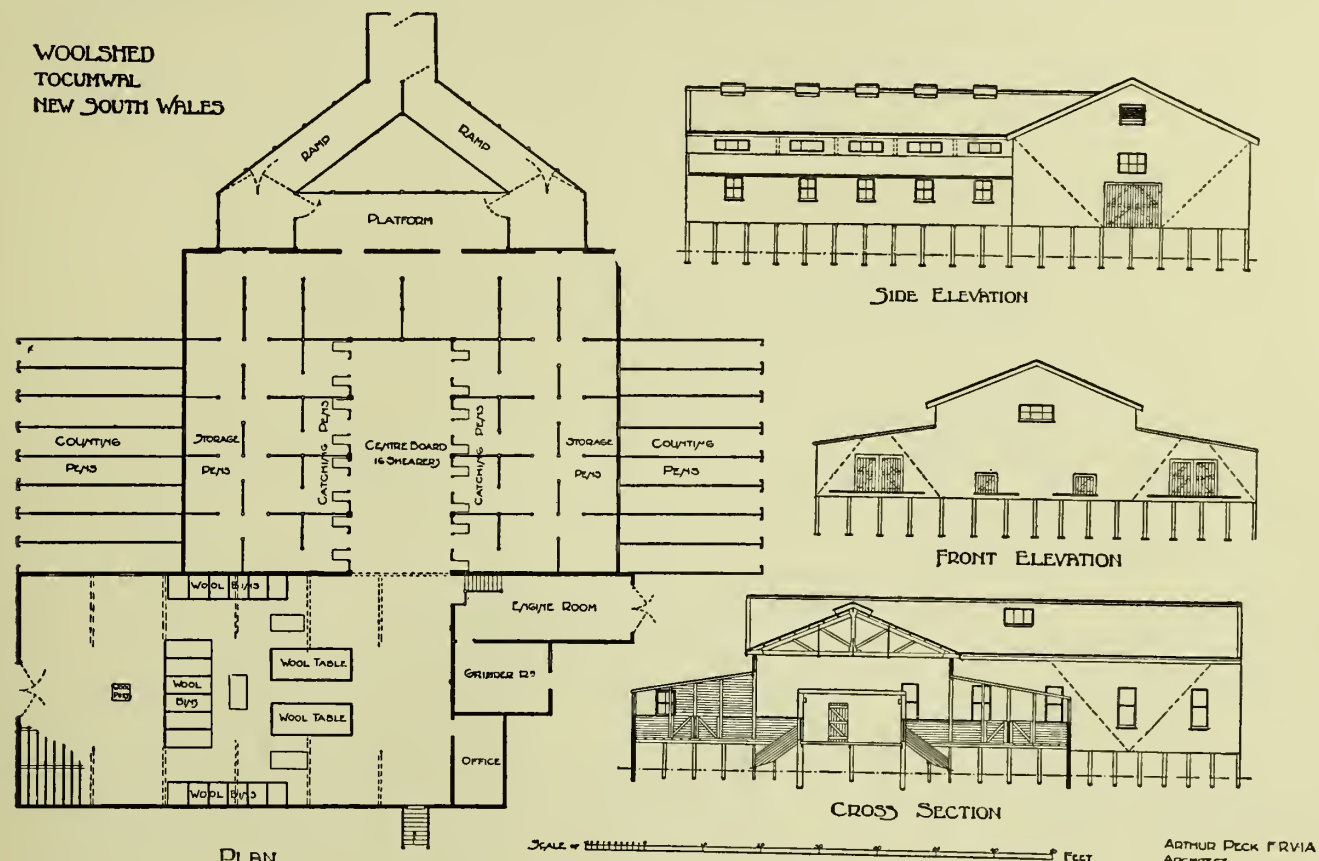 WOOLSHED
TOCUMWAL
NEW SOUTH WALES
RAMP
RAMP
PLATFORM
SIDE ELEVATION
COUNTING
PENS
STORAGE
PENS
CATCHING PENS
CENTRE BOARD
16 SHEARERS
CATCHING PENS
STORAGE
PENS
COUNTING
PENS
FRONT ELEVATION
WOOL BINS
ENGINE ROOM
WOOL TABLE
GRINDER RM
WOOL
BINS
WOOL TABLE
OFFICE
WOOL BINS
CROSS SECTION
PLAN
SCALE OF
FEET
ARTHUR PECK FRVIA
ARCHITECT